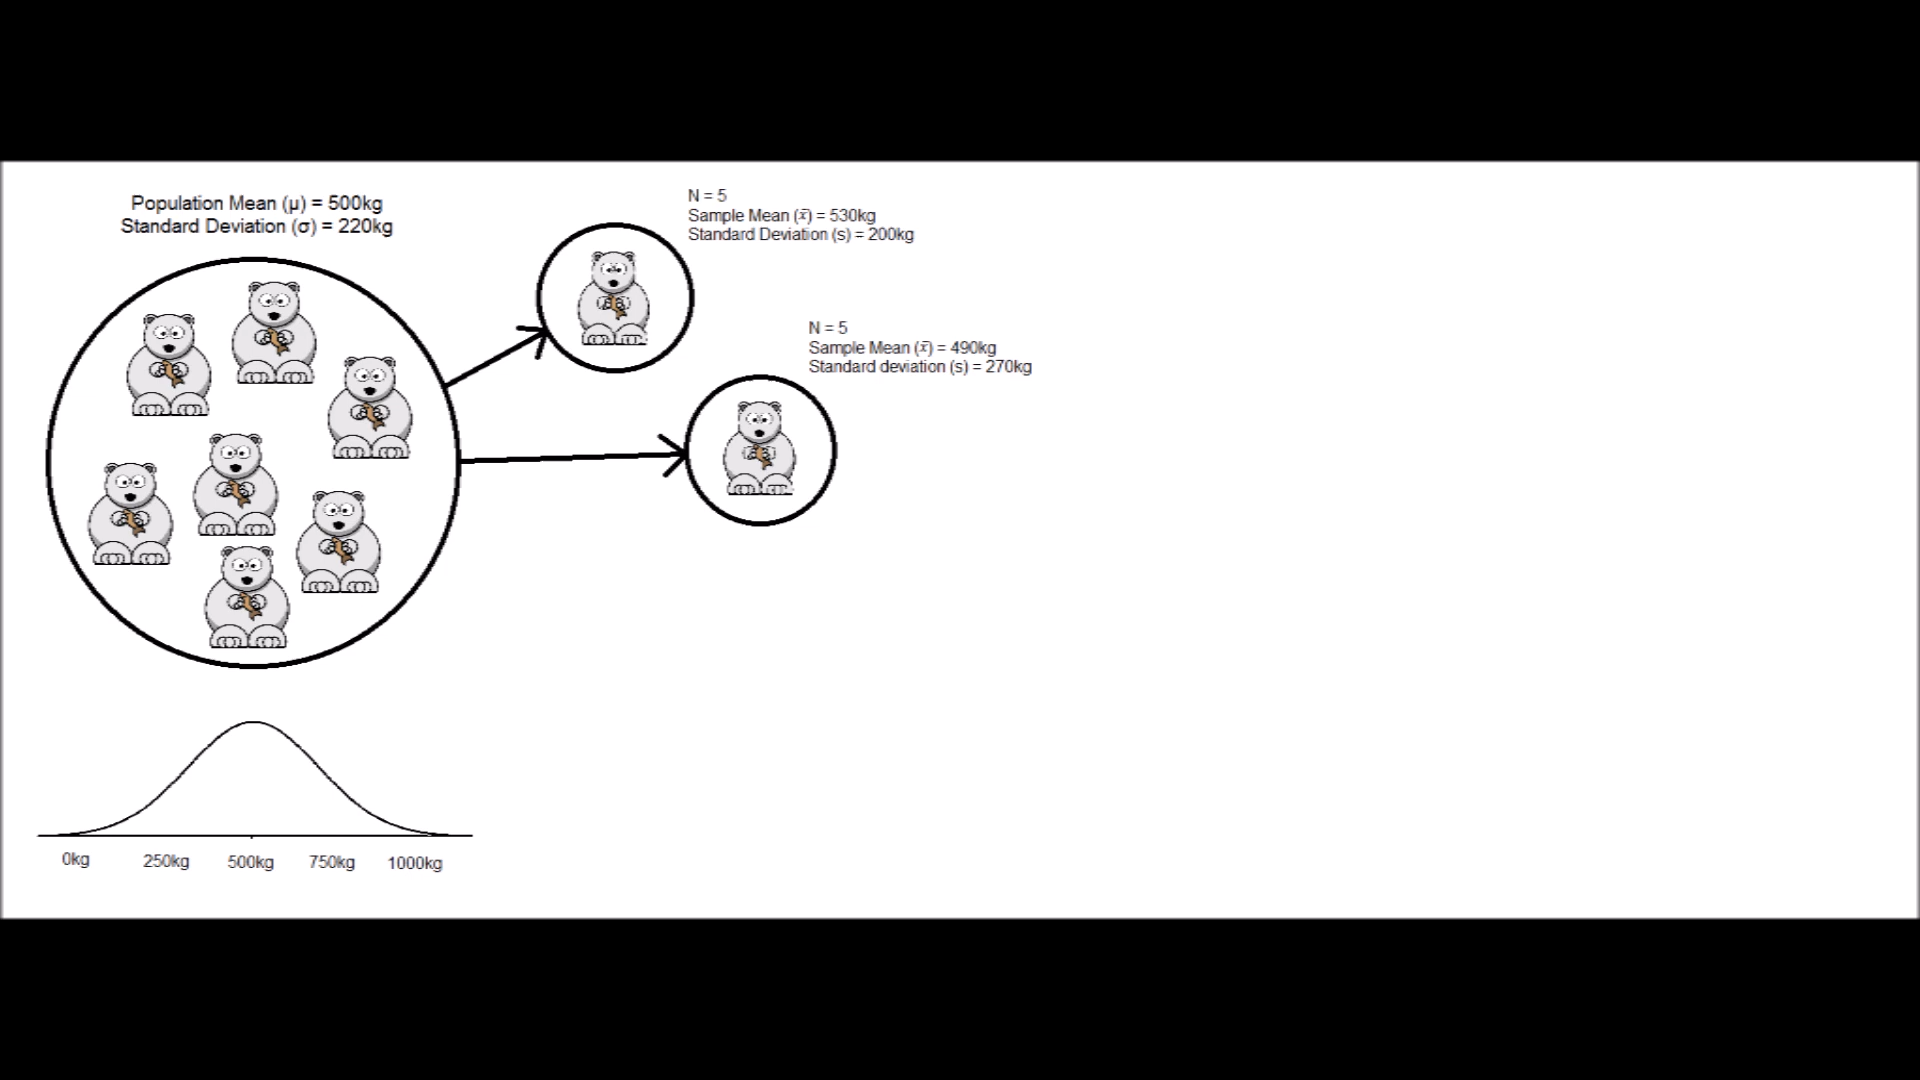 Population Mean (μ) = 500kg
Standard Deviation (σ) = 220kg
N = 5
Sample Mean (x̄) = 530kg
Standard Deviation (s) = 200kg
N = 5
Sample Mean (x̄) = 490kg
Standard deviation (s) = 270kg
0kg 250kg 500kg 750kg 1000kg